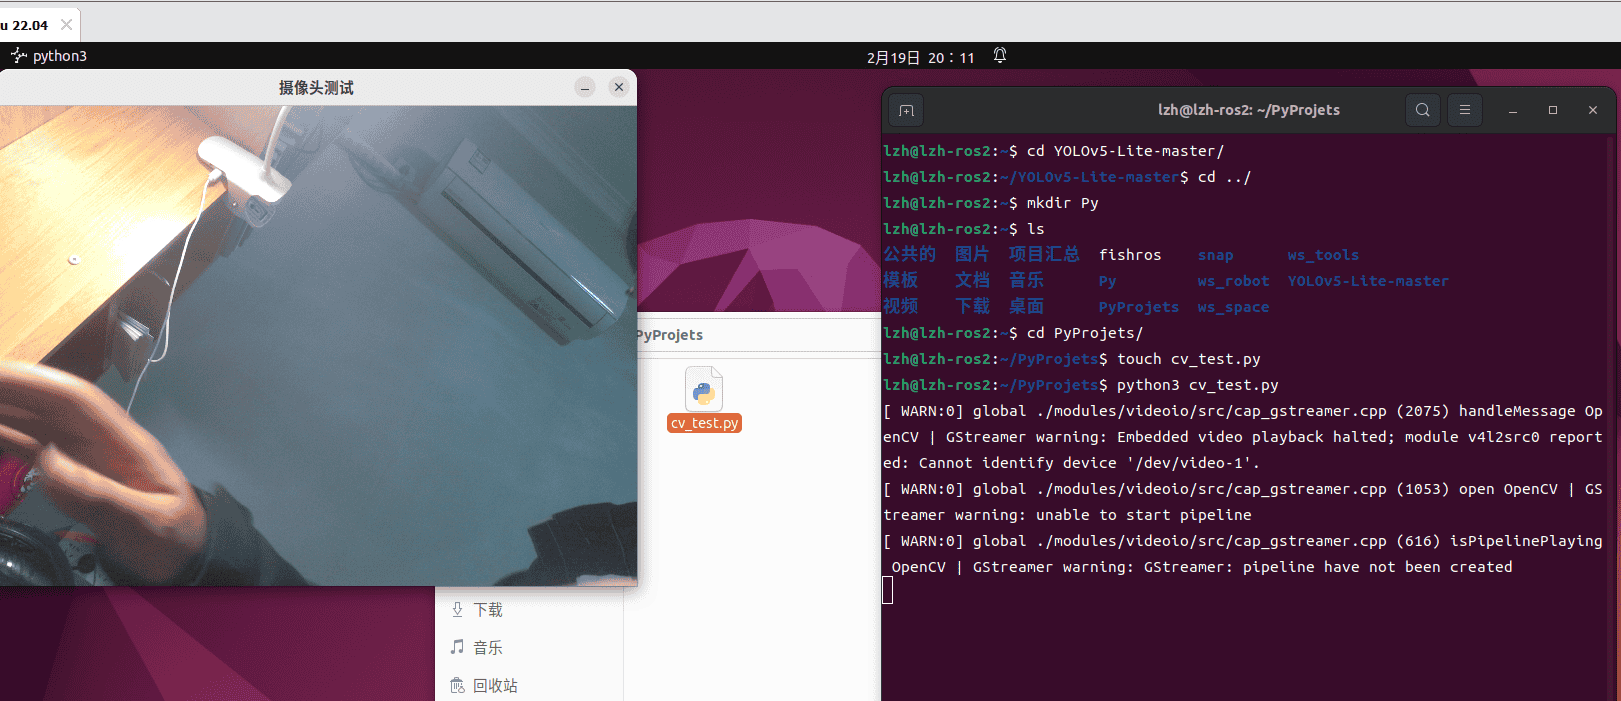 u 22.04
python3
2月19日 20：11
摄像头测试
PyProjets
cv_test.py
下载
音乐
回收站
lzh@lzh-ros2: ~/PyProjets
lzh@lzh-ros2:~$ cd YOLOv5-Lite-master/
lzh@lzh-ros2:~/YOLOv5-Lite-master$ cd ../
lzh@lzh-ros2:~$ mkdir Py
lzh@lzh-ros2:~$ ls
公共的 图片 项目汇总 fishros snap ws_tools
模板 文档 音乐 Py ws_robot YOLOv5-Lite-master
视频 下载 桌面 PyProjets ws_space
lzh@lzh-ros2:~$ cd PyProjets/
lzh@lzh-ros2:~/PyProjets$ touch cv_test.py
lzh@lzh-ros2:~/PyProjets$ python3 cv_test.py
[ WARN:0] global ./modules/videoio/src/cap_gstreamer.cpp (2075) handleMessage Op
enCV | GStreamer warning: Embedded video playback halted; module v4l2src0 report
ed: Cannot identify device '/dev/video-1'.
[ WARN:0] global ./modules/videoio/src/cap_gstreamer.cpp (1053) open OpenCV | GS
treamer warning: unable to start pipeline
[ WARN:0] global ./modules/videoio/src/cap_gstreamer.cpp (616) isPipelinePlaying
 OpenCV | GStreamer warning: GStreamer: pipeline have not been created